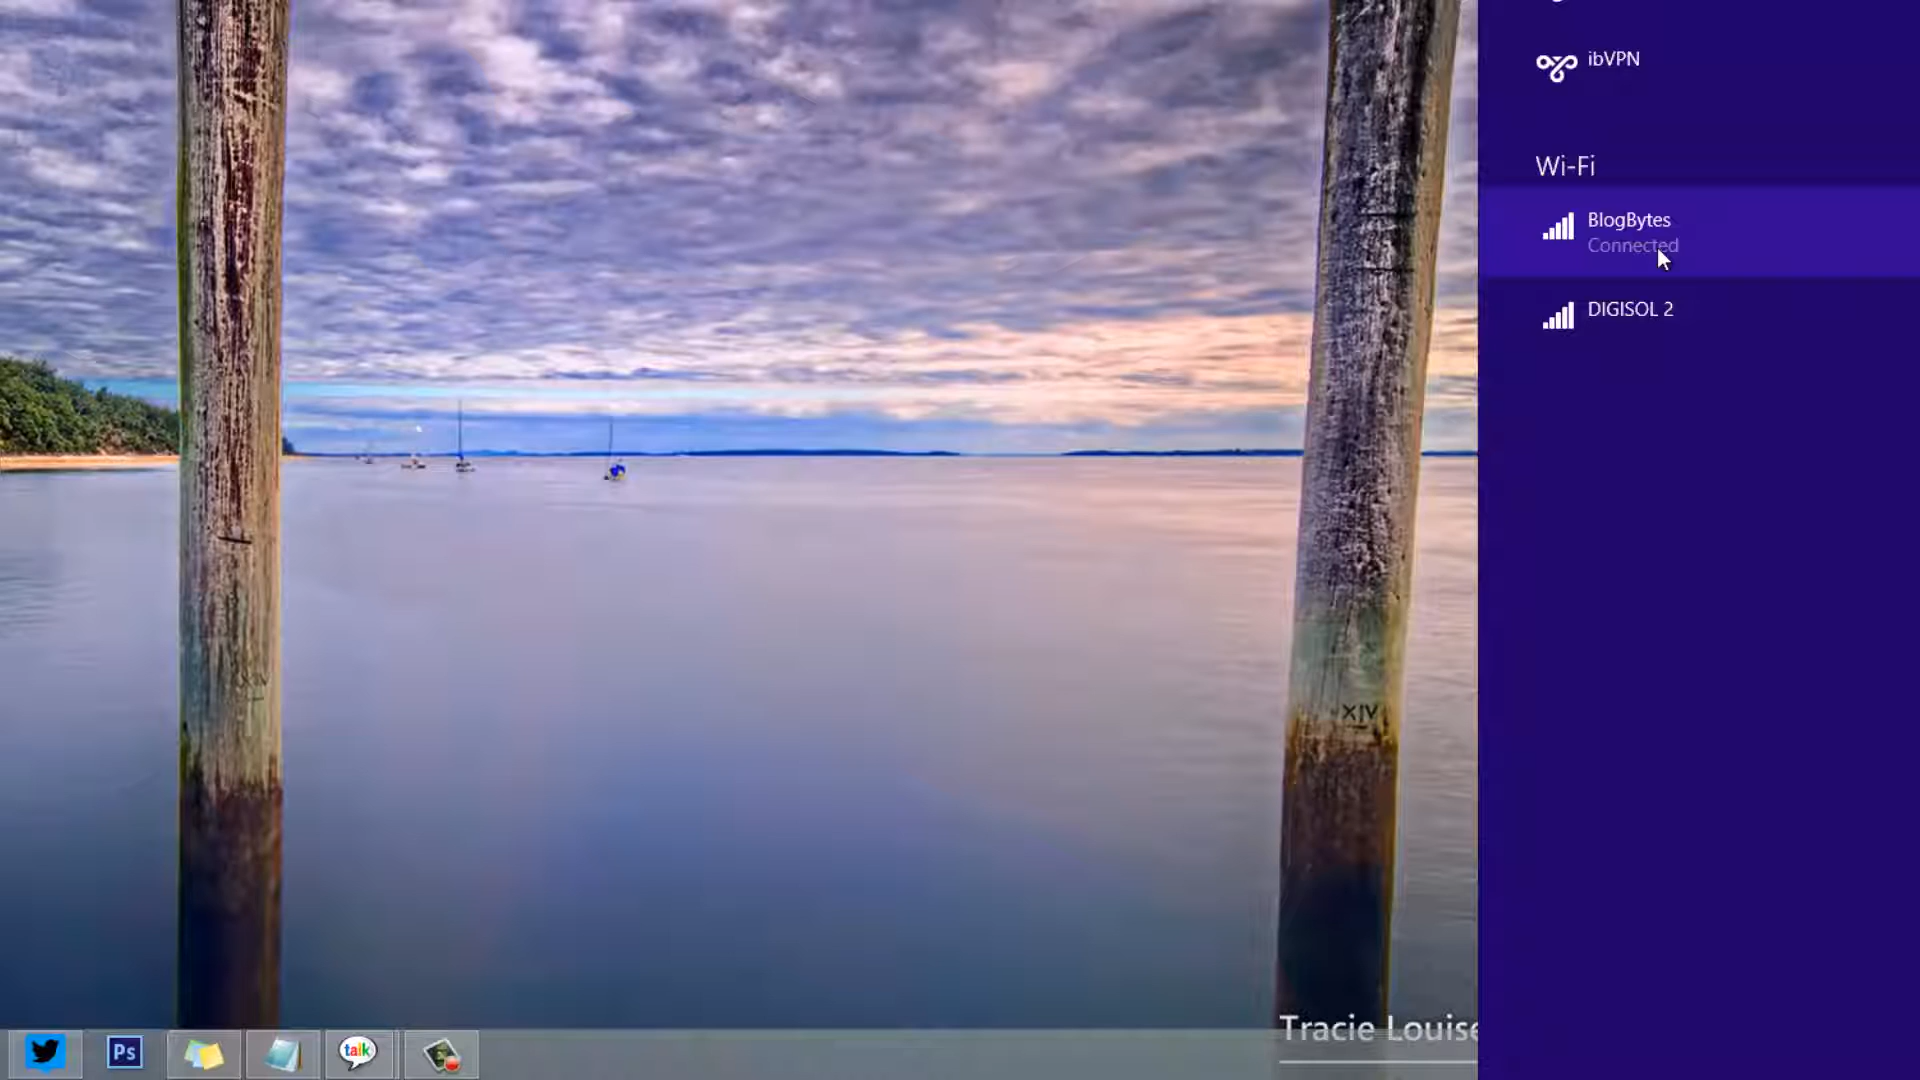 ibVPN
Wi-Fi
BlogBytes
Connected
DIGISOL 2
XIV
Tracie Louise
Ps
talk